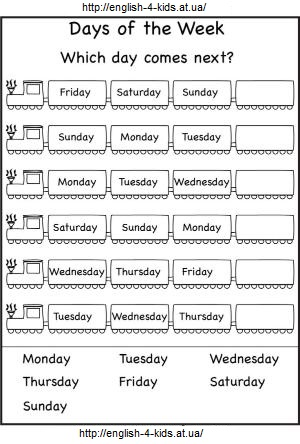 http://english-4-kids.at.ua/
Days of the Week
Which day comes next?
Friday Saturday Sunday
Sunday Monday Tuesday
Monday Tuesday Wednesday
Saturday Sunday Monday
Wednesday Thursday Friday
Tuesday Wednesday Thursday
Monday Tuesday Wednesday
Thursday Friday Saturday
Sunday
http://english-4-kids.at.ua/